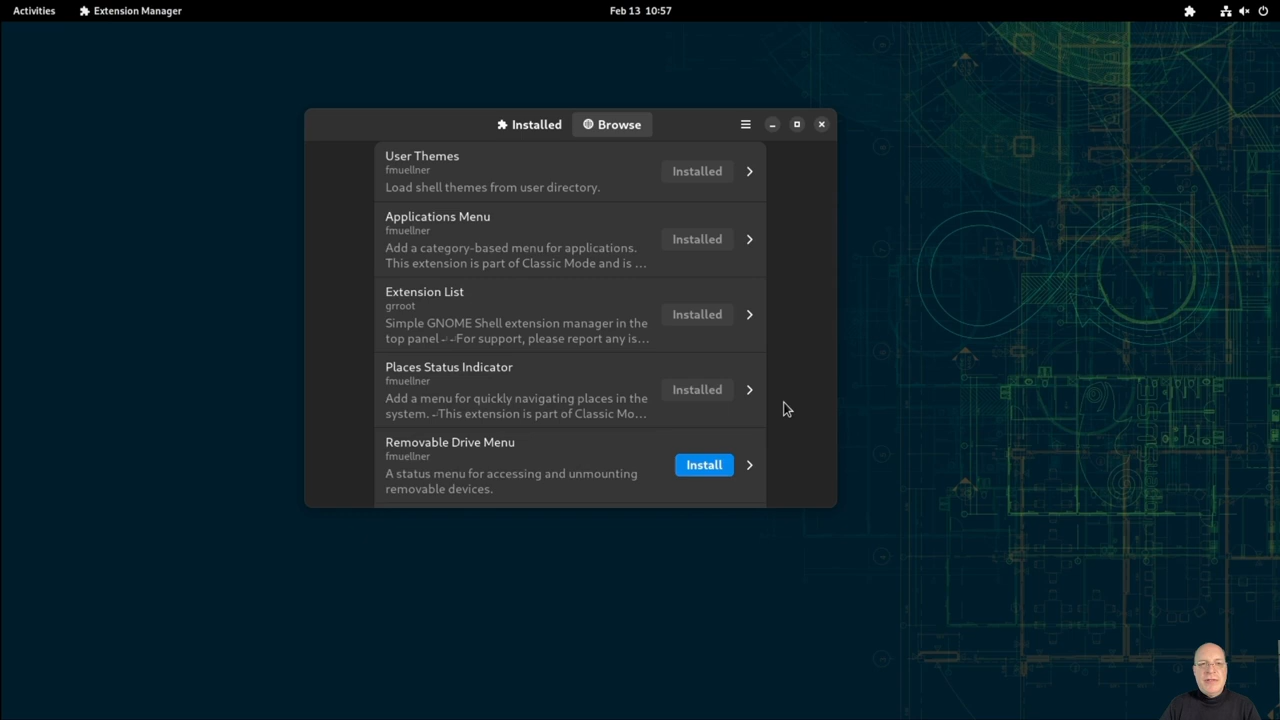 Activities
Extension Manager
Feb 13 10:57
Installed
Browse
User Themes
fmuellner
Load shell themes from user directory.
Installed
Applications Menu
fmuellner
Add a category-based menu for applications.
This extension is part of Classic Mode and is ...
Installed
Extension List
grroot
Simple GNOME Shell extension manager in the
top panel --For support, please report any is...
Installed
Places Status Indicator
fmuellner
Add a menu for quickly navigating places in the
system. -This extension is part of Classic Mo...
Installed
Removable Drive Menu
fmuellner
A status menu for accessing and unmounting
removable devices.
Install